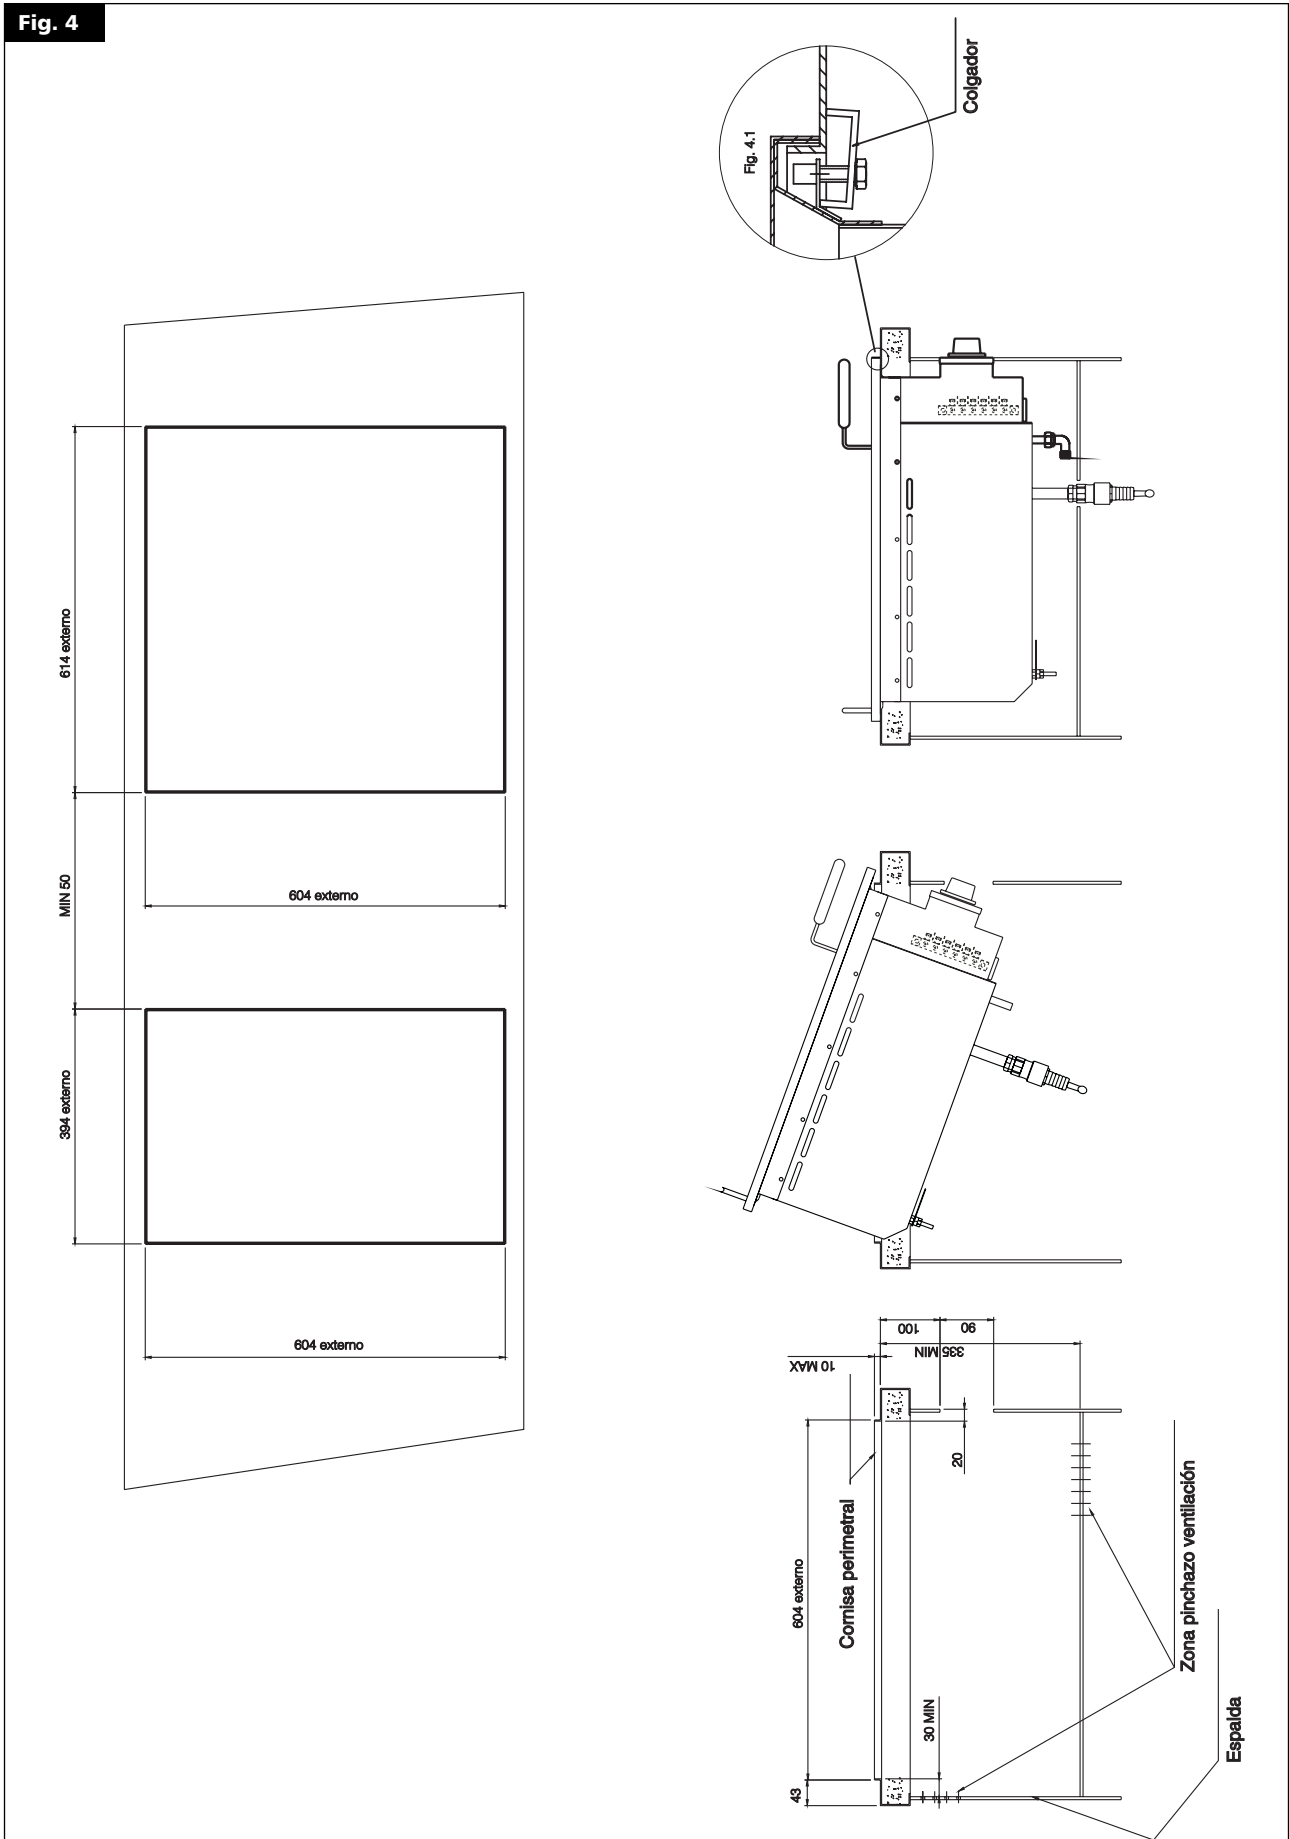 Fig. 4
Fig. 4.1
Colgador
614 externo
604 externo
MIN 50
394 externo
604 externo
100
90
335 MIN
10 MAX
20
604 externo
Cornisa perimetral
30 MIN
43
Zona pinchazo ventilación
Espalda